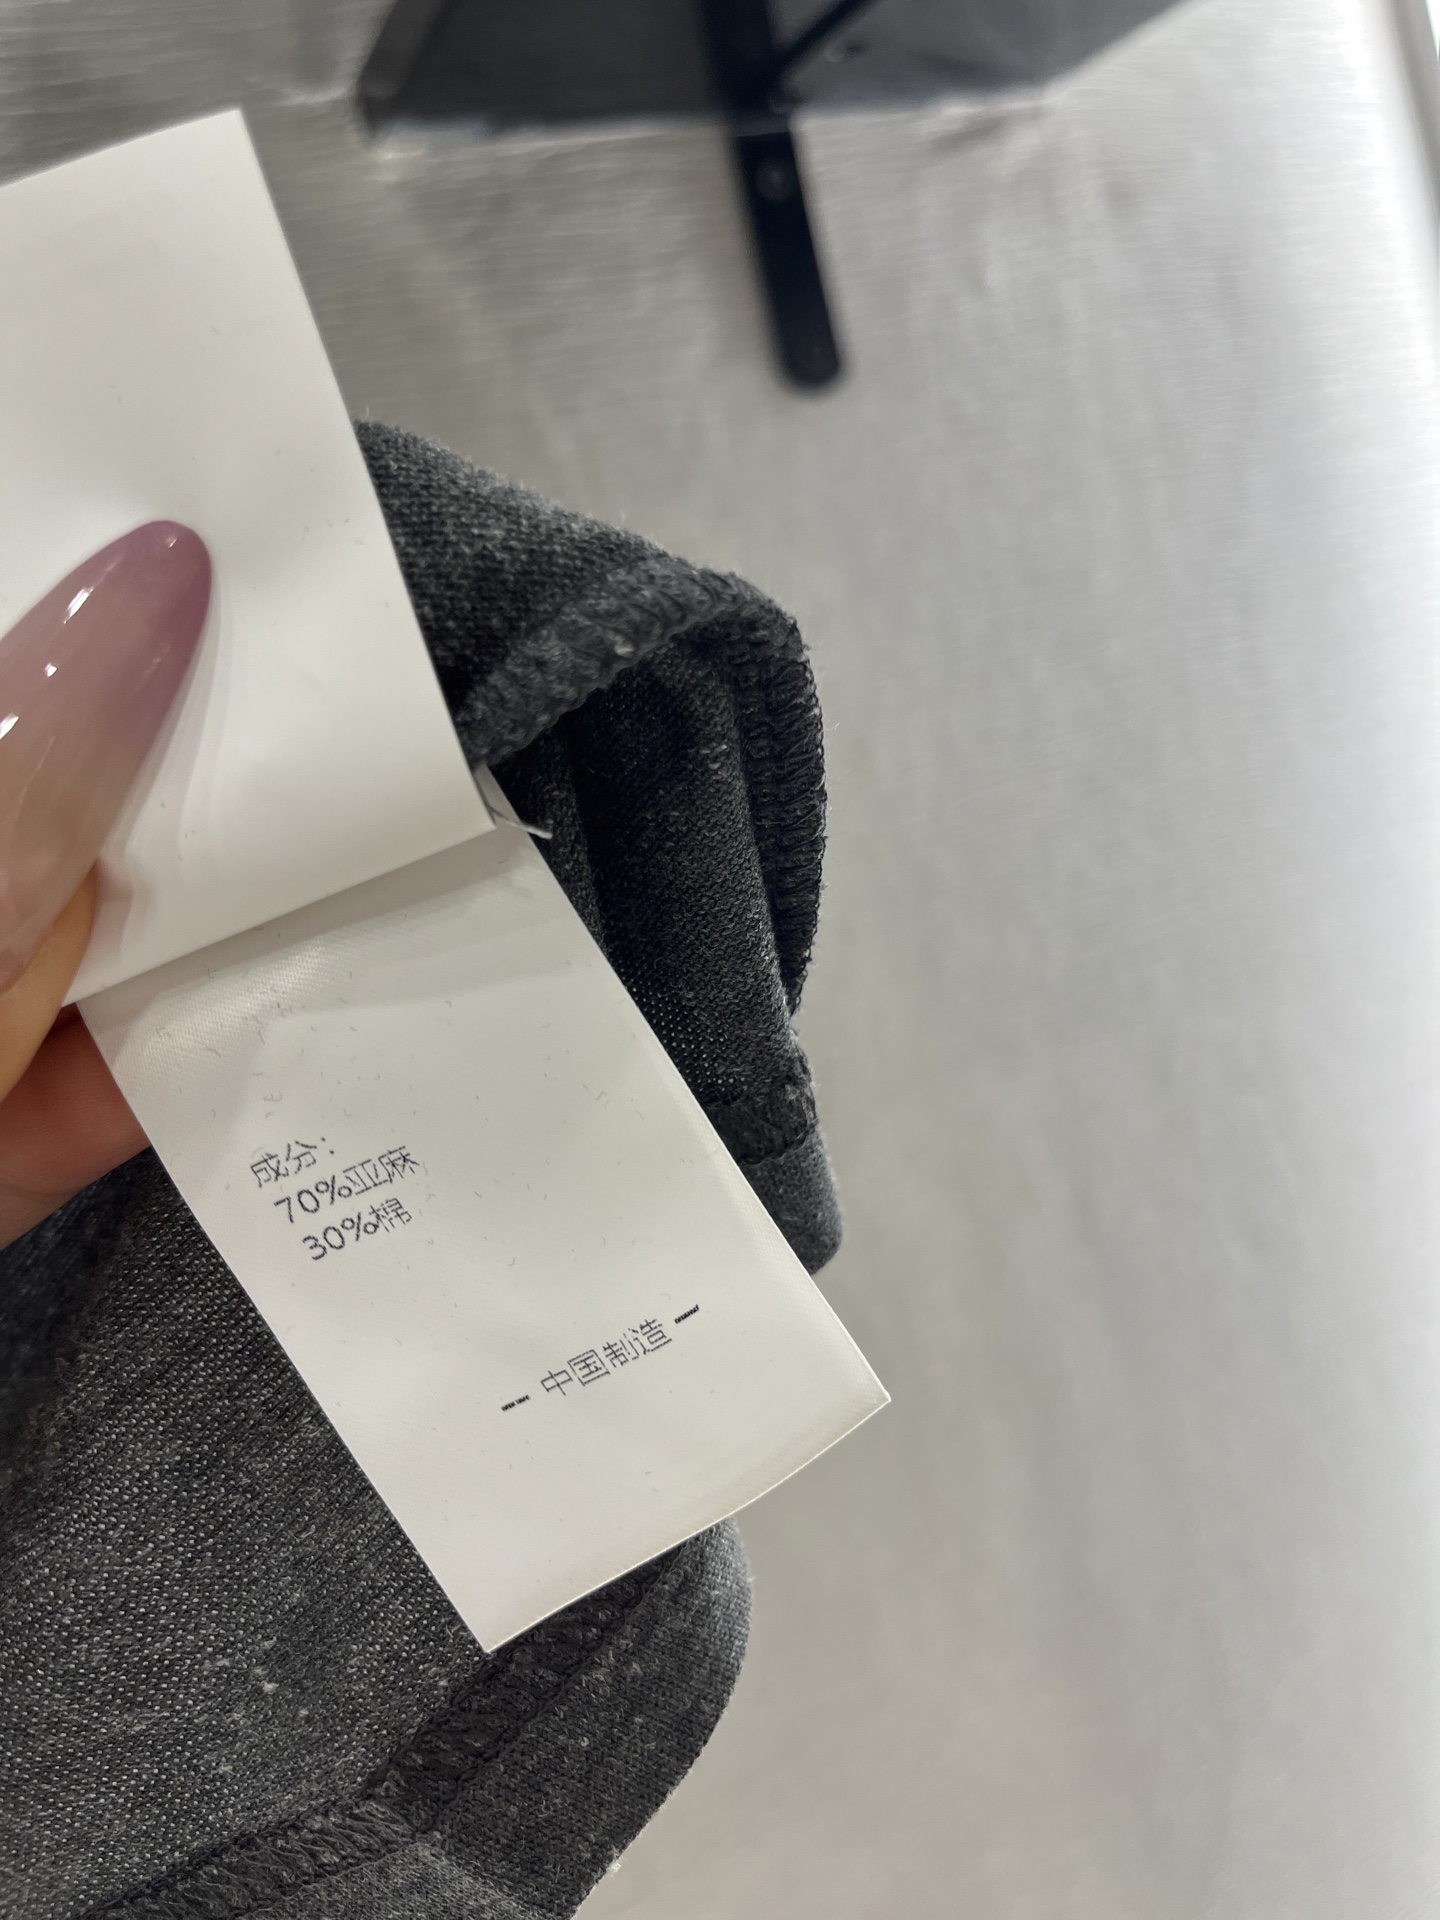 成分：
70%亚麻
30%棉
— 中国制造 —